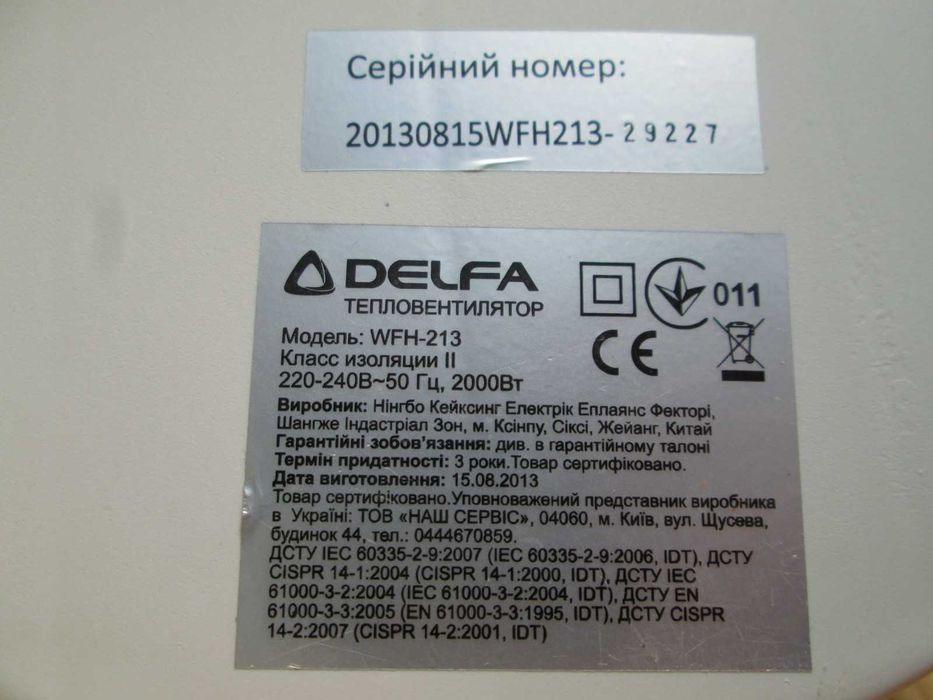 Серійний номер:
20130815WFH213-29227
DELFA
ТЕПЛОВЕНТИЛЯТОР
011
CE
Модель: WFH-213
Класс изоляции II
220-240В~50 Гц, 2000Вт
Виробник: Нінгбо Кейксинг Електрік Еплаянс Фекторі,
Шангже Індастріал Зон, м. Ксінпу, Сіксі, Жейанг, Китай
Гарантійні зобов'язання: див. в гарантійному талоні
Термін придатності: 3 роки.Товар сертифіковано.
Дата виготовлення: 15.08.2013
Товар сертифіковано.Уповноважений представник виробника
в Україні: ТОВ «НАШ СЕРВІС», 04060, м. Київ, вул. Щусева,
будинок 44, тел.: 0444670859.
ДСТУ IEC 60335-2-9:2007 (IEC 60335-2-9:2006, IDT), ДСТУ
CISPR 14-1:2004 (CISPR 14-1:2000, IDT), ДСТУ IEC
61000-3-2:2004 (IEC 61000-3-2:2004, IDT), ДСТУ EN
61000-3-3:2005 (EN 61000-3-3:1995, IDT), ДСТУ CISPR
14-2:2007 (CISPR 14-2:2001, IDT)